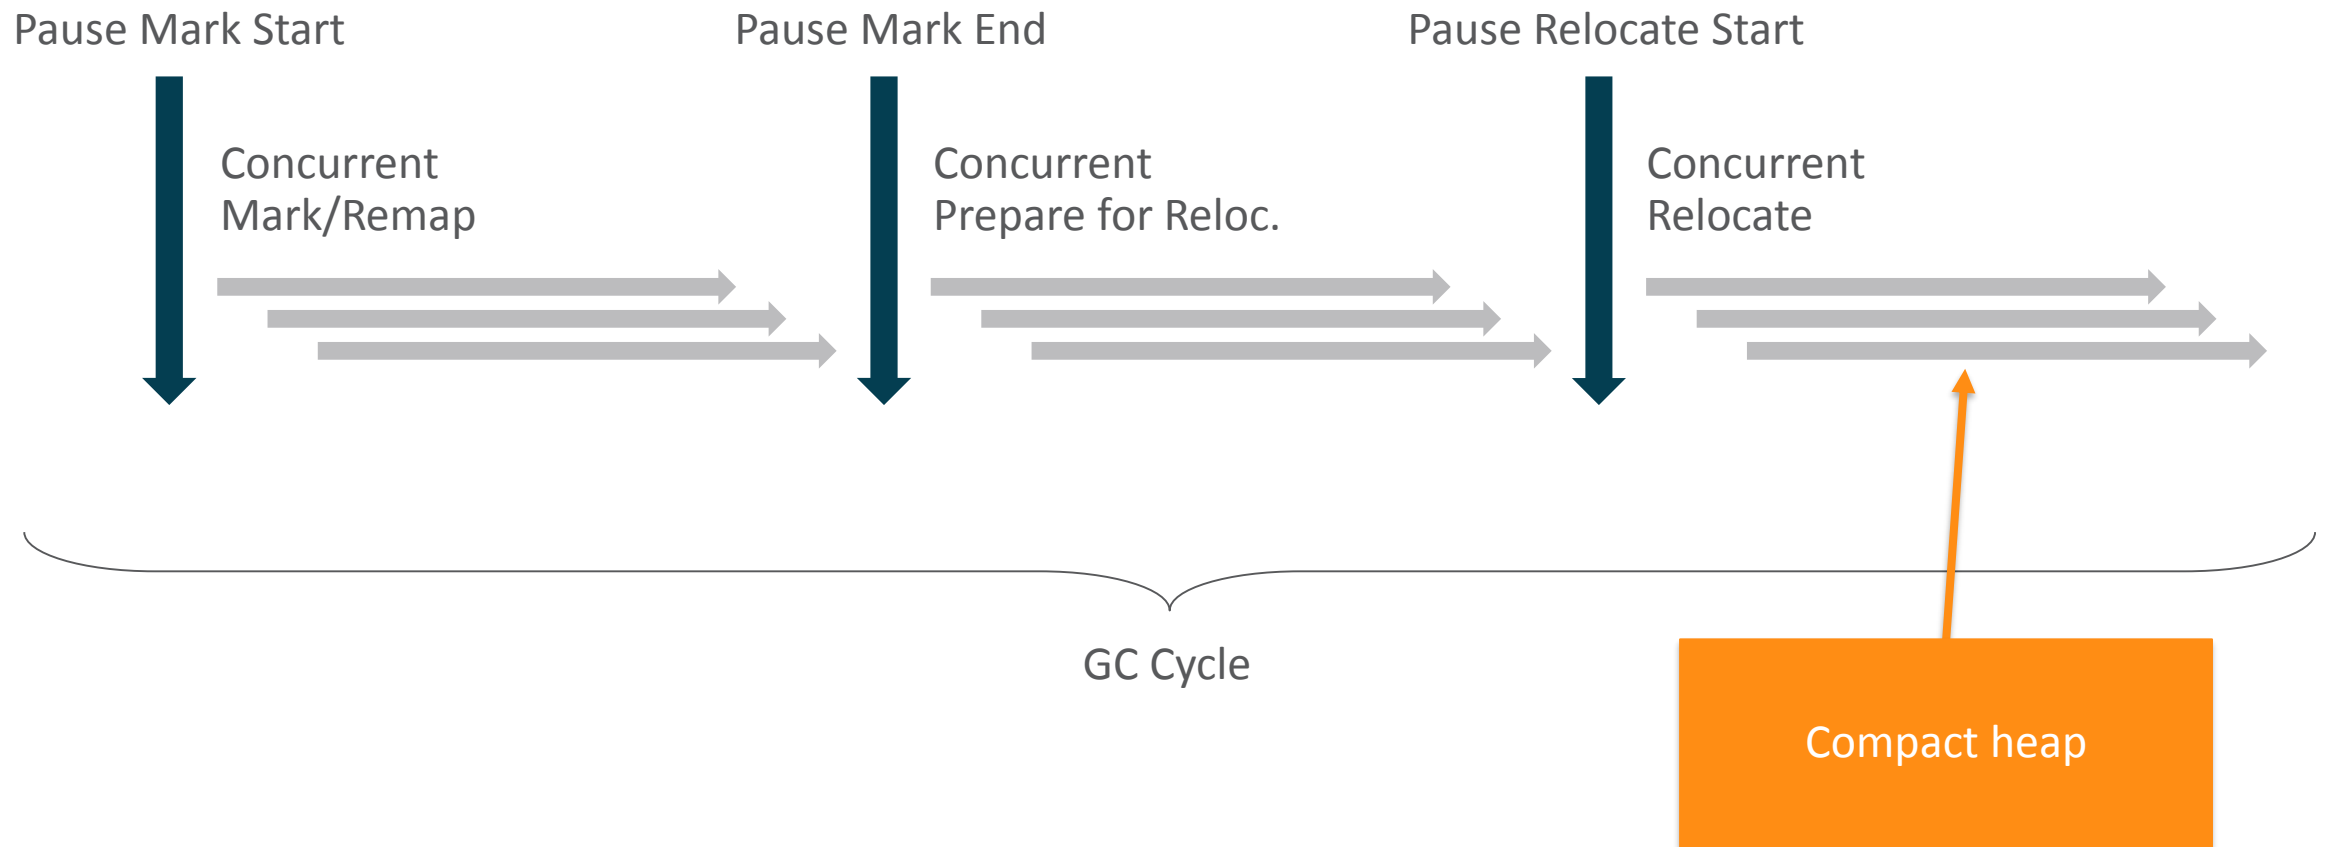 Pause Mark Start
Pause Mark End
Pause Relocate Start
Concurrent
Mark/Remap
Concurrent
Prepare for Reloc.
Concurrent
Relocate
GC Cycle
Compact heap